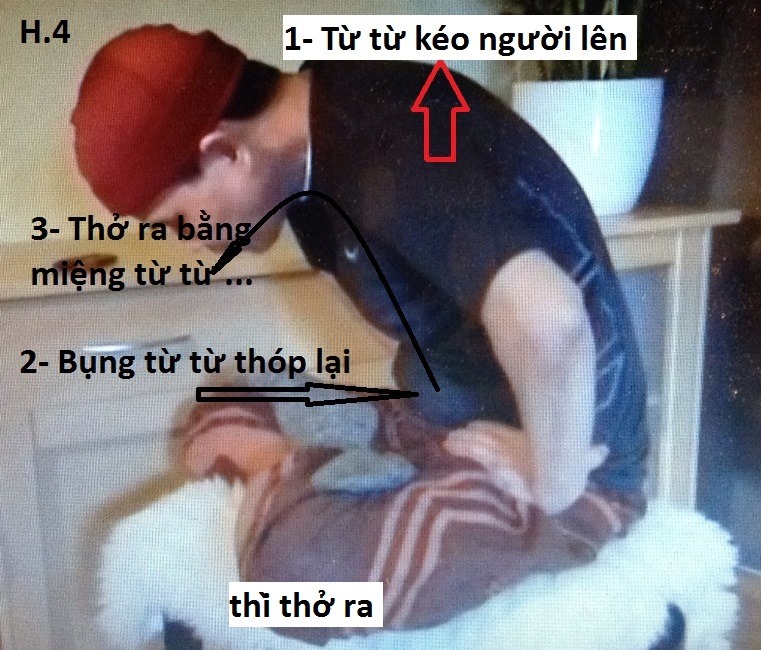 H.4
1- Từ từ kéo người lên
3- Thở ra bằng
miệng từ từ ...
2- Bụng từ từ thóp lại
thì thở ra